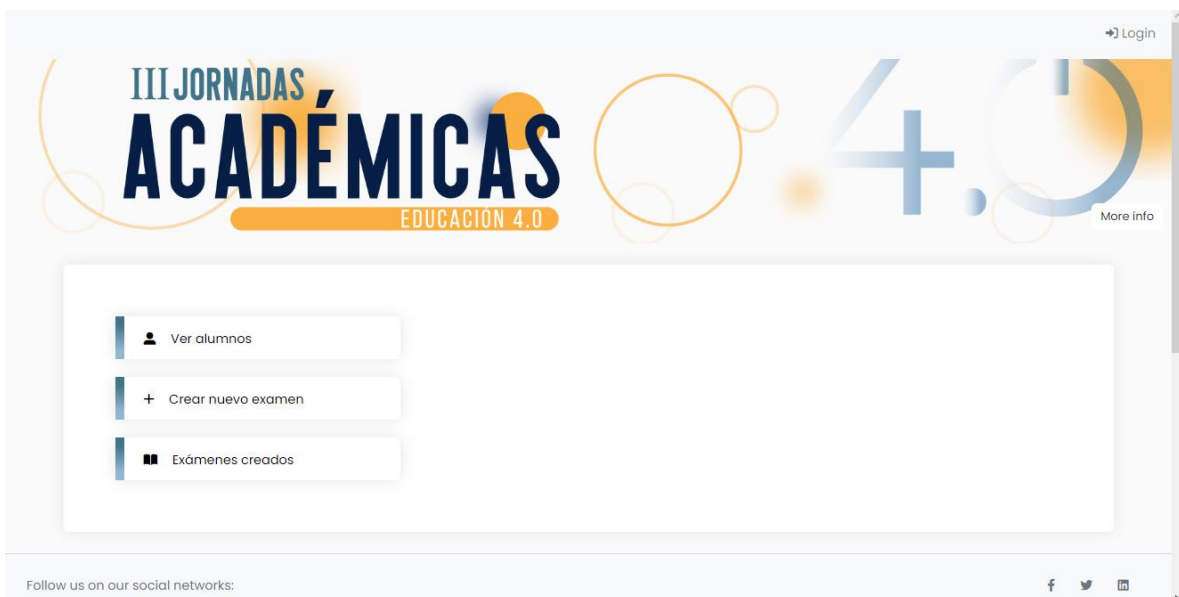 Login
III JORNADAS
ACADÉMICAS
EDUCACIÓN 4.0
4.0
More info
Ver alumnos
Crear nuevo examen
Exámenes creados
Follow us on our social networks: